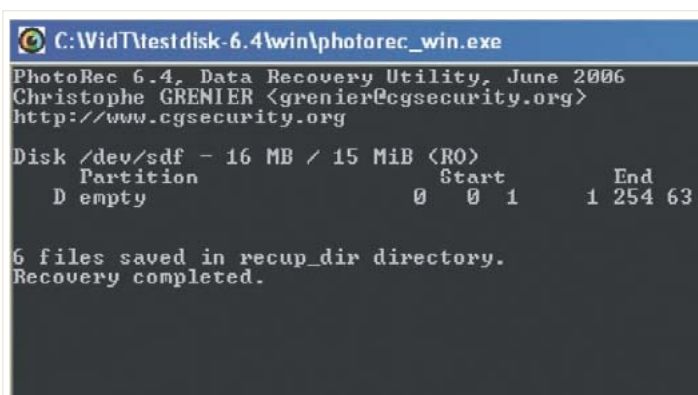 C:\VidT\testdisk-6.4\win\photorec_win.exe
PhotoRec 6.4, Data Recovery Utility, June 2006
Christophe GRENIER <grenier@cgsecurity.org>
http://www.cgsecurity.org
Disk /dev/sdf - 16 MB / 15 MiB (RO)
Partition Start End
D empty 0 0 1 1 254 63
6 files saved in recup_dir directory.
Recovery completed.